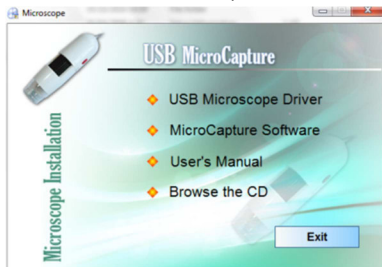 Microscope
USB MicroCapture
USB Microscope Driver
MicroCapture Software
User's Manual
Browse the CD
Exit
Microscope Installation